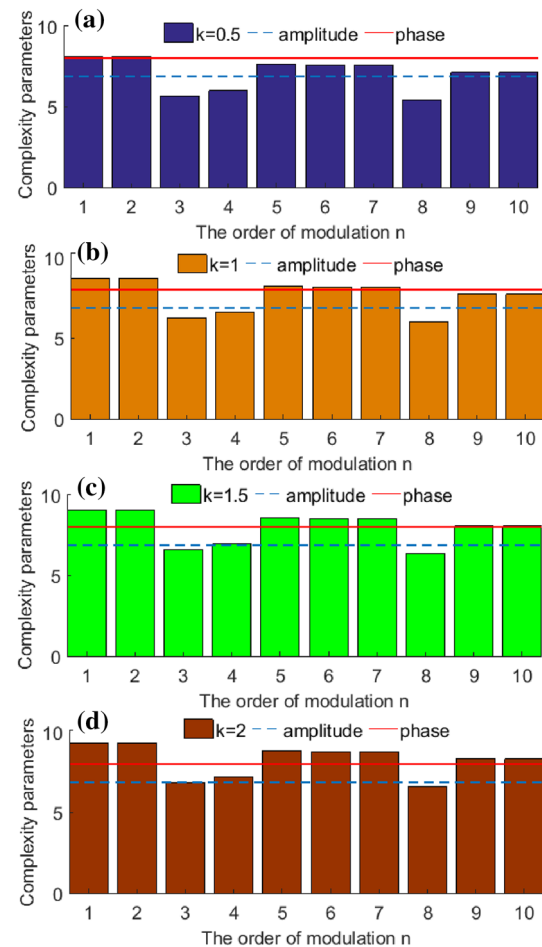 (a)
k=0.5 amplitude phase
Complexity parameters
10
5
0
1 2 3 4 5 6 7 8 9 10
The order of modulation n
(b)
k=1 amplitude phase
Complexity parameters
10
5
0
1 2 3 4 5 6 7 8 9 10
The order of modulation n
(c)
k=1.5 amplitude phase
Complexity parameters
10
5
0
1 2 3 4 5 6 7 8 9 10
The order of modulation n
(d)
k=2 amplitude phase
Complexity parameters
10
5
0
1 2 3 4 5 6 7 8 9 10
The order of modulation n